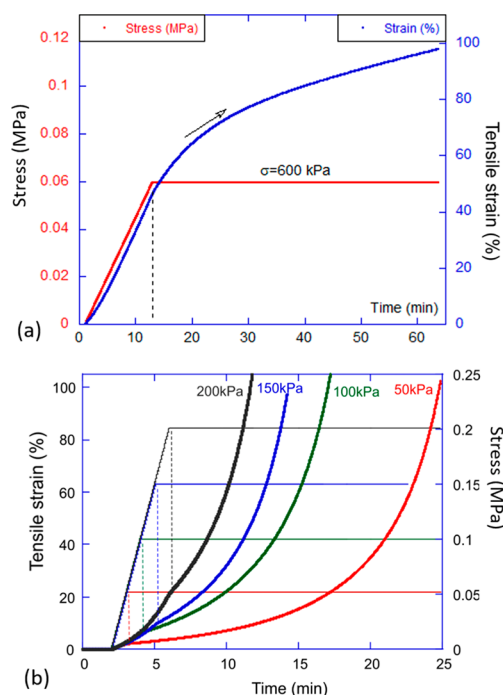 Stress (MPa)
Strain (%)
0.12
0.1
0.08
0.06
0.04
0.02
0
Stress (MPa)
100
80
60
40
20
0
Tensile strain
(%)
σ=600 kPa
Time (min)
0 10 20 30 40 50 60
(a)
(b)
200kPa
150kPa
100kPa
50kPa
100
80
60
40
20
0
Tensile strain (%)
0.25
0.2
0.15
0.1
0.05
0
Stress (MPa)
0 5 10 15 20 25
Time (min)